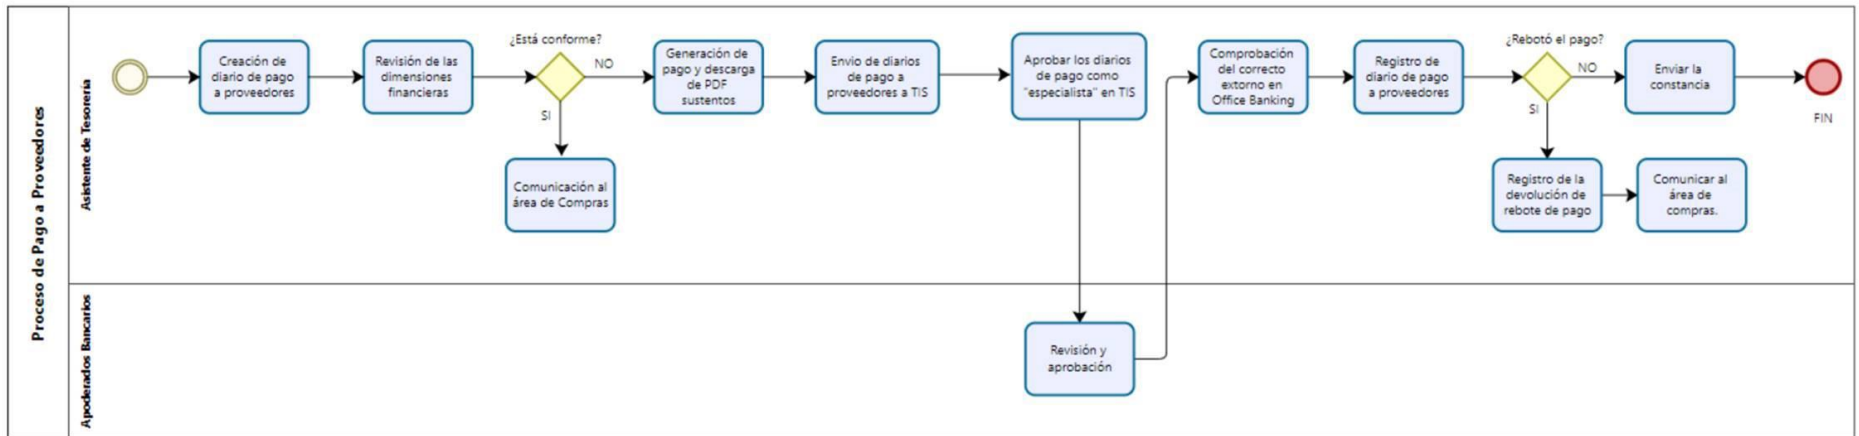 Proceso de Pago a Proveedores
Asistente de Tesorería
Creación de
diario de pago
a proveedores
Revisión de las
dimensiones
financieras
¿Está conforme?
NO
SI
Comunicación al
área de Compras
Generación de
pago y descarga
de PDF
sustentos
Envio de diarios
de pago a
proveedores a TIS
Aprobar los diarios
de pago como
"especialista" en TIS
Comprobación
del correcto
extorno en
Office Banking
Registro de
diario de pago
a proveedores
¿Rebotó el pago?
NO
SI
Enviar la
constancia
FIN
Registro de la
devolución de
rebote de pago
Comunicar al
área de
compras.
Apoderados Bancarios
Revisión y
aprobación